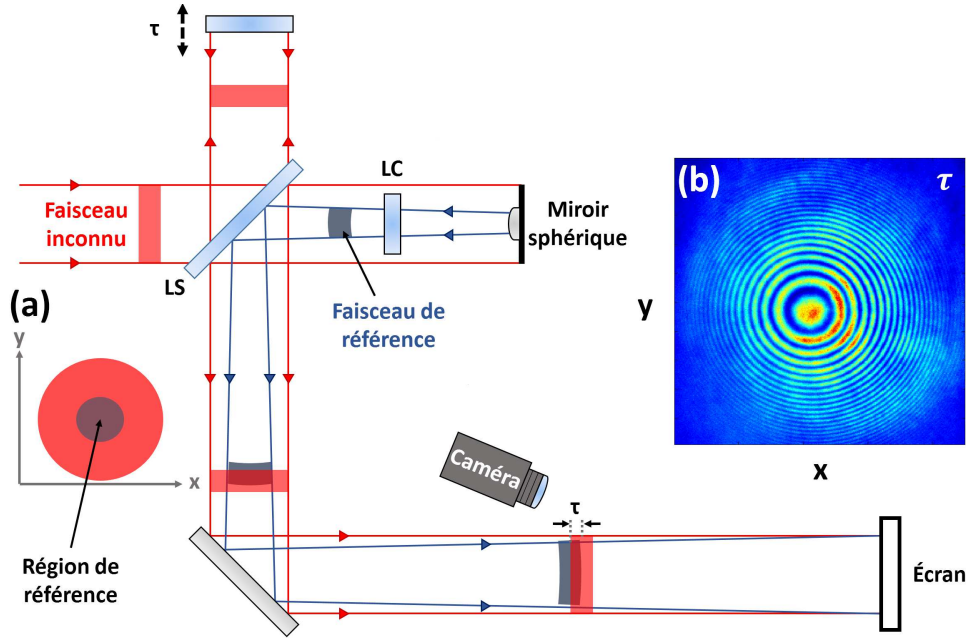 τ
LC
(b)
τ
Faisceau
inconnu
Miroir
sphérique
LS
Faisceau de
référence
y
(a)
y
x
x
Caméra
τ
Région de
référence
Écran